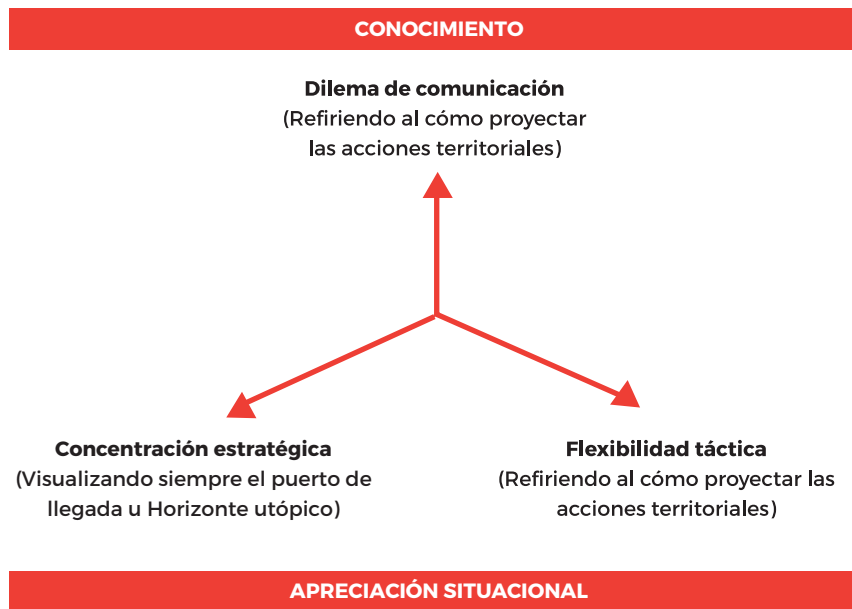 CONOCIMIENTO
Dilema de comunicación
(Refiriendo al cómo proyectar
las acciones territoriales)
Concentración estratégica
(Visualizando siempre el puerto de
llegada u Horizonte utópico)
Flexibilidad táctica
(Refiriendo al cómo proyectar las
acciones territoriales)
APRECIACIÓN SITUACIONAL